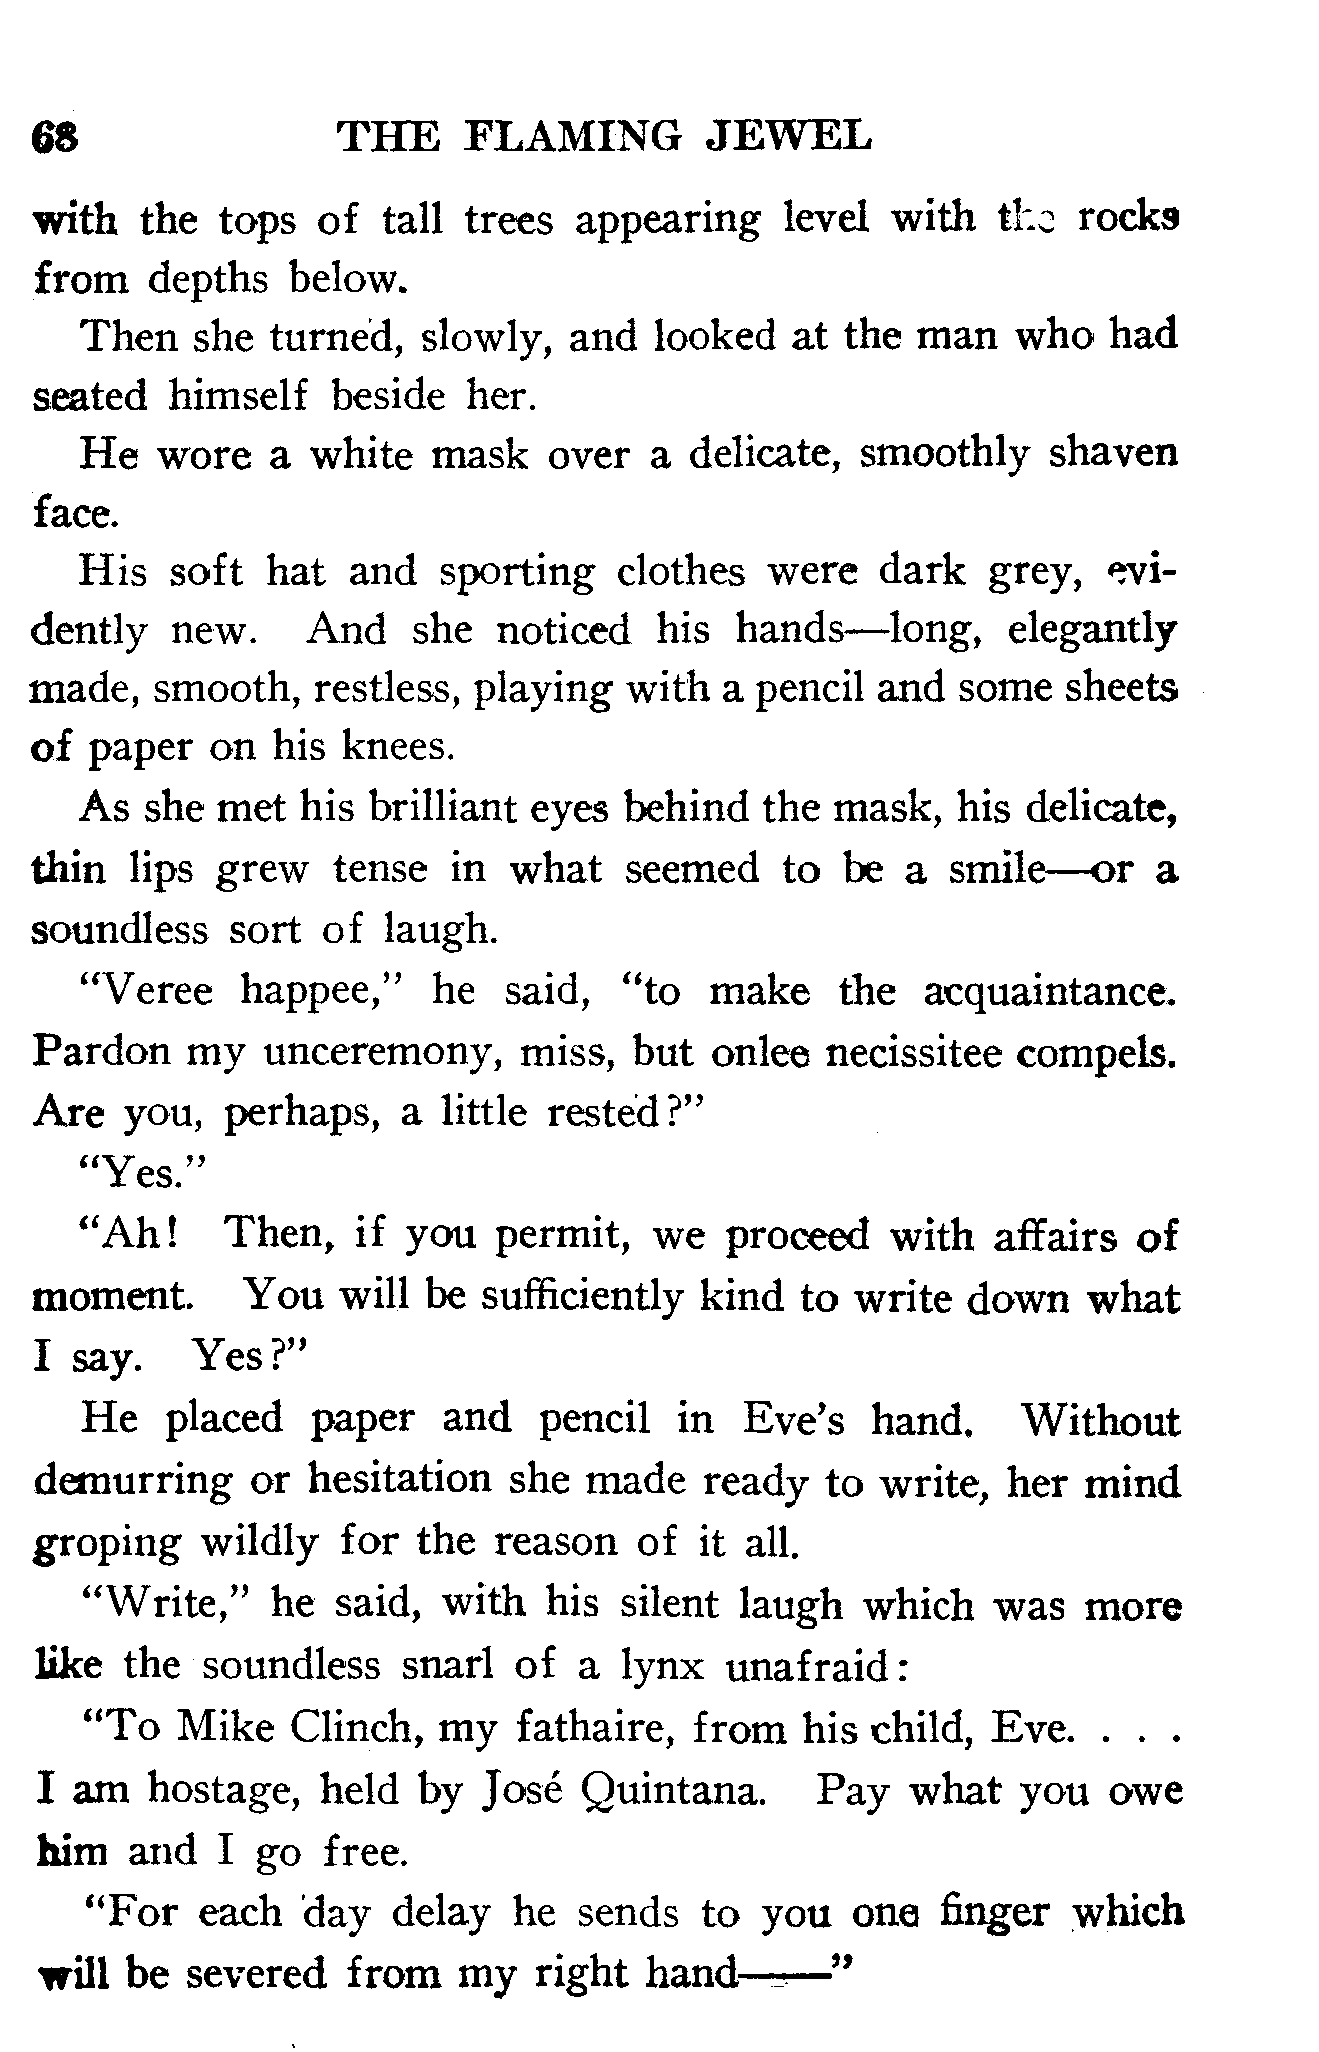 68 THE FLAMING JEWEL
with the tops of tall trees appearing level with the rocks
from depths below.
Then she turned, slowly, and looked at the man who had
seated himself beside her.
He wore a white mask over a delicate, smoothly shaven
face.
His soft hat and sporting clothes were dark grey, evi-
dently new. And she noticed his hands—long, elegantly
made, smooth, restless, playing with a pencil and some sheets
of paper on his knees.
As she met his brilliant eyes behind the mask, his delicate,
thin lips grew tense in what seemed to be a smile—or a
soundless sort of laugh.
"Veree happee," he said, "to make the acquaintance.
Pardon my unceremony, miss, but onlee necissitee compels.
Are you, perhaps, a little rested?"
"Yes."
"Ah! Then, if you permit, we proceed with affairs of
moment. You will be sufficiently kind to write down what
I say. Yes?"
He placed paper and pencil in Eve's hand. Without
demurring or hesitation she made ready to write, her mind
groping wildly for the reason of it all.
"Write," he said, with his silent laugh which was more
like the soundless snarl of a lynx unafraid:
"To Mike Clinch, my fathaire, from his child, Eve. . . .
I am hostage, held by José Quintana. Pay what you owe
him and I go free.
"For each day delay he sends to you one finger which
will be severed from my right hand——"